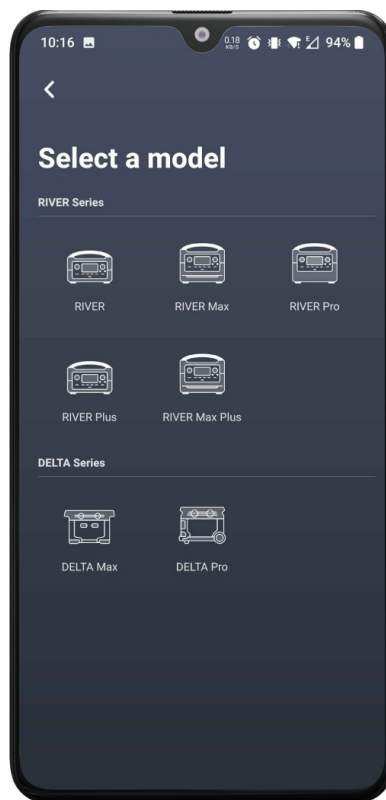 10:16
0.18
KB/S
E
94%
Select a model
RIVER Series
RIVER
RIVER Max
RIVER Pro
RIVER Plus
RIVER Max Plus
DELTA Series
DELTA Max
DELTA Pro